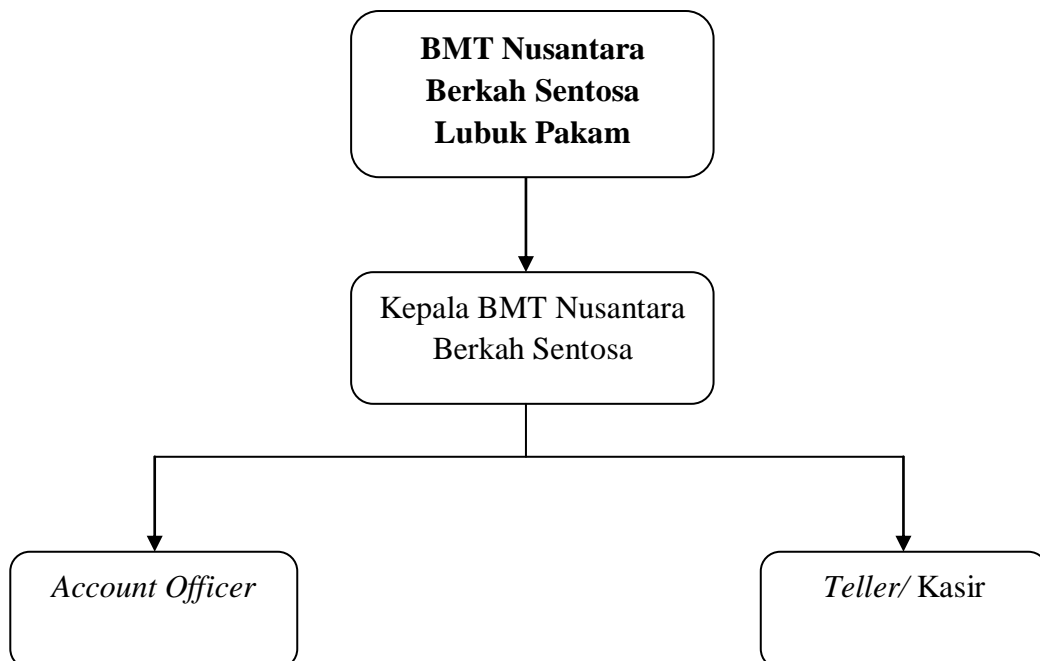 BMT Nusantara
Berkah Sentosa
Lubuk Pakam
Kepala BMT Nusantara
Berkah Sentosa
Account Officer
Teller/ Kasir